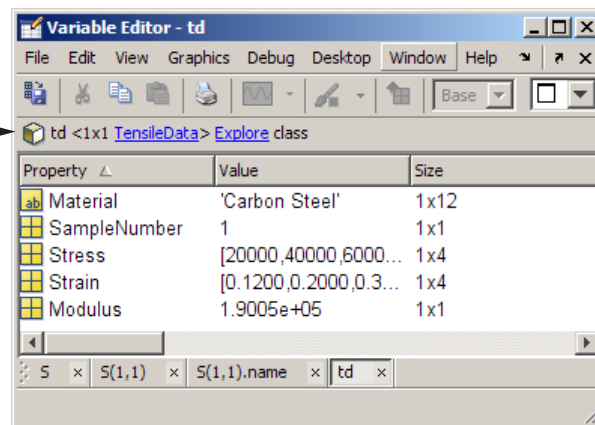 Variable Editor - td
File Edit View Graphics Debug Desktop Window Help
Base
td <1x1 TensileData> Explore class
Property Value Size
ab Material 'Carbon Steel' 1x12
SampleNumber 1 1x1
Stress [20000,40000,6000... 1x4
Strain [0.1200,0.2000,0.3... 1x4
Modulus 1.9005e+05 1x1
S S(1,1) S(1,1).name td